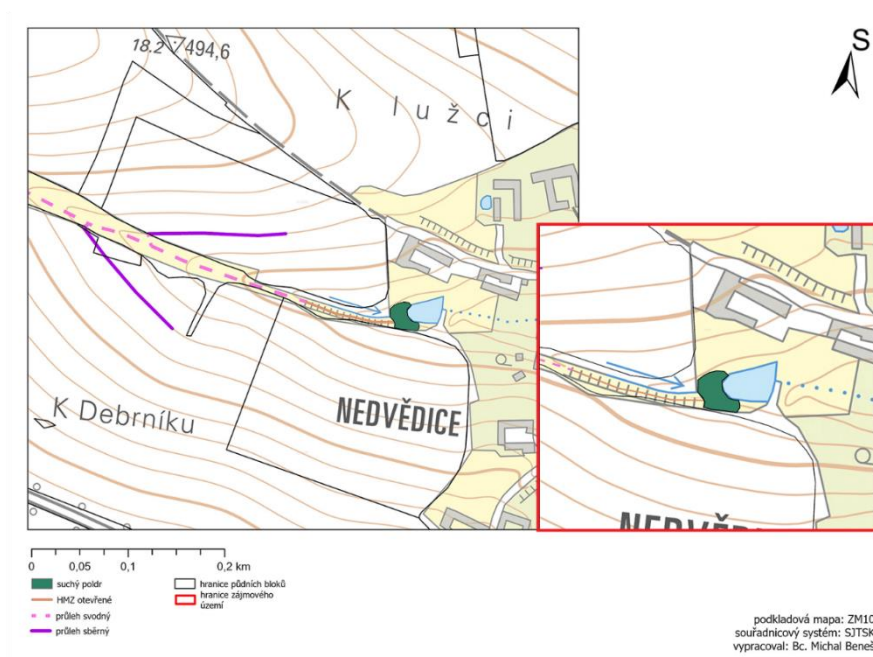 18.2 494,6
S
K lužci
K Debrníku
NEDVĚDICE
NEDVĚDICE
0 0,05 0,1 0,2 km
suchý poldr
HMZ otevřené
průleh svodný
průleh sběrný
hranice půdních bloků
hranice zájmového
území
podkladová mapa: ZM10
souřadnicový systém: SJTSK
vypracoval: Bc. Michal Beneš